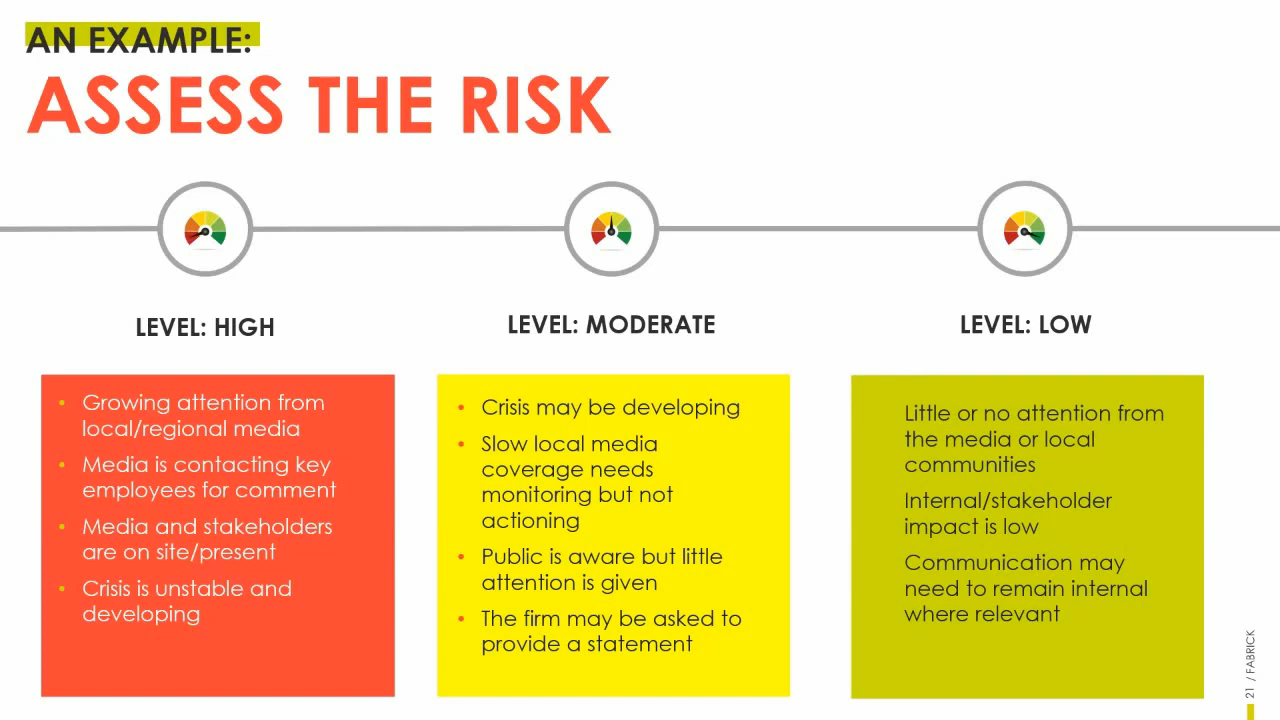 AN EXAMPLE:
ASSESS THE RISK
LEVEL: HIGH
• Growing attention from
local/regional media
• Media is contacting key
employees for comment
• Media and stakeholders
are on site/present
• Crisis is unstable and
developing
LEVEL: MODERATE
• Crisis may be developing
• Slow local media
coverage needs
monitoring but not
actioning
• Public is aware but little
attention is given
• The firm may be asked to
provide a statement
LEVEL: LOW
Little or no attention from
the media or local
communities
Internal/stakeholder
impact is low
Communication may
need to remain internal
where relevant
21 / FABRICK